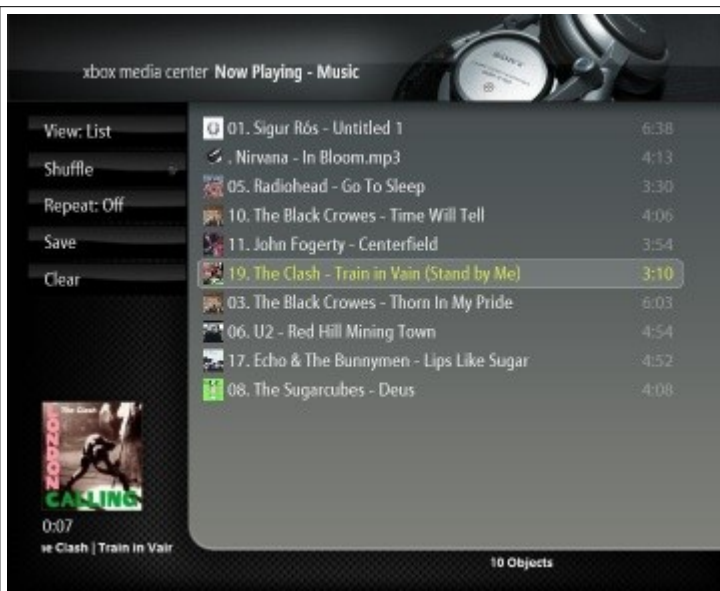 xbox media center Now Playing - Music
SONY
View: List
Shuffle
Repeat: Off
Save
Clear
01. Sigur Rós - Untitled 1 6:38
. Nirvana - In Bloom.mp3 4:13
05. Radiohead - Go To Sleep 3:30
10. The Black Crowes - Time Will Tell 4:06
11. John Fogerty - Centerfield 3:54
19. The Clash - Train in Vain (Stand by Me) 3:10
03. The Black Crowes - Thorn In My Pride 6:03
06. U2 - Red Hill Mining Town 4:54
17. Echo & The Bunnymen - Lips Like Sugar 4:52
08. The Sugarcubes - Deus 4:08
The Clash
LONDON
CALLING
0:07
e Clash | Train in Vair
10 Objects